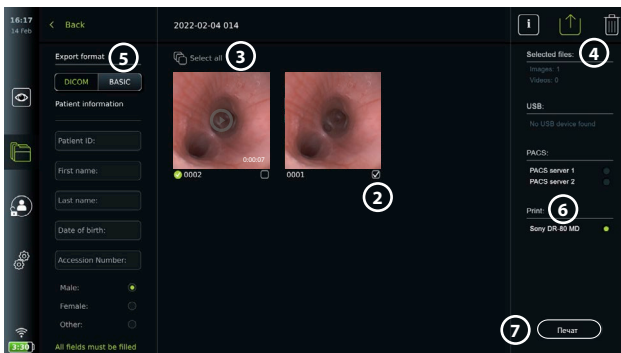 16:17
14 Feb
Back
2022-02-04 014
i
Export format
5
DICOM BASIC
Patient information
Patient ID:
First name:
Last name:
Date of birth:
Accession Number:
Male:
Female:
Other:
All fields must be filled
3:30
Select all
3
0:00:07
0002
0001
2
Selected files:
4
Images: 1
Videos: 0
USB:
No USB device found
PACS:
PACS server 1
PACS server 2
Print:
6
Sony DR-80 MD
7
Печат